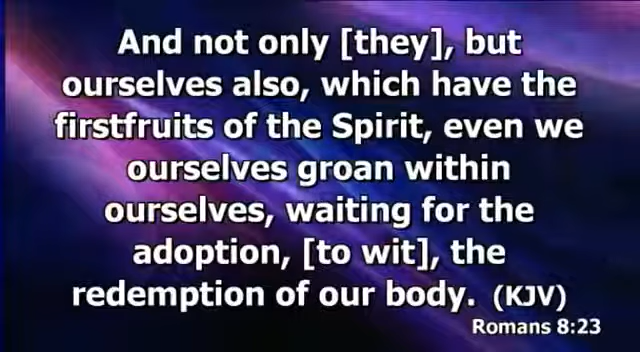 And not only [they], but
ourselves also, which have the
firstfruits of the Spirit, even we
ourselves groan within
ourselves, waiting for the
adoption, [to wit], the
redemption of our body. (KJV)
Romans 8:23